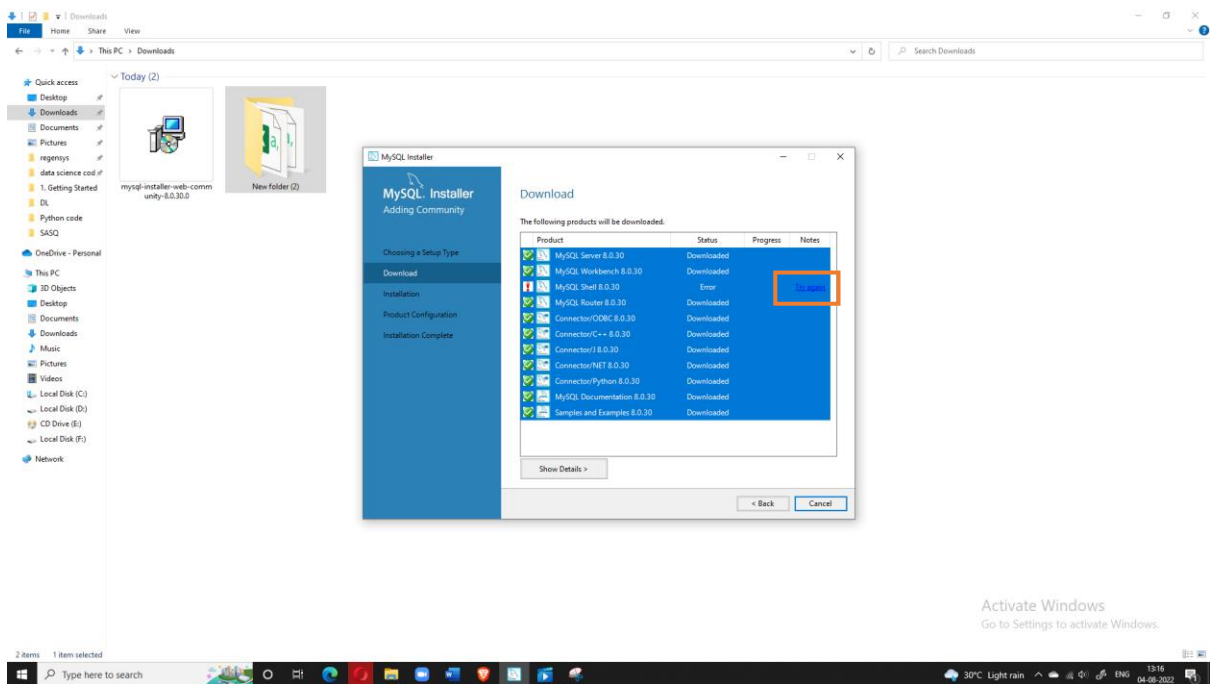 Downloads
File Home Share View
This PC > Downloads
Search Downloads
Quick access
Desktop
Downloads
Documents
Pictures
regensys
data science cod
1. Getting Started
DL
Python code
SASQ
OneDrive - Personal
This PC
3D Objects
Desktop
Documents
Downloads
Music
Pictures
Videos
Local Disk (C:)
Local Disk (D:)
CD Drive (E:)
Local Disk (F:)
Network
Today (2)
mysql-installer-web-comm
unity-8.0.30.0
New folder (2)
MySQL Installer
MySQL. Installer
Adding Community
Choosing a Setup Type
Download
Installation
Product Configuration
Installation Complete
Download
The following products will be downloaded.
Product Status Progress Notes
MySQL Server 8.0.30 Downloaded
MySQL Workbench 8.0.30 Downloaded
MySQL Shell 8.0.30 Error Try again
MySQL Router 8.0.30 Downloaded
Connector/ODBC 8.0.30 Downloaded
Connector/C++ 8.0.30 Downloaded
Connector/J 8.0.30 Downloaded
Connector/NET 8.0.30 Downloaded
Connector/Python 8.0.30 Downloaded
MySQL Documentation 8.0.30 Downloaded
Samples and Examples 8.0.30 Downloaded
Show Details >
< Back Cancel
Activate Windows
Go to Settings to activate Windows.
2 items 1 item selected
Type here to search
30°C Light rain ENG
13:16
04-08-2022